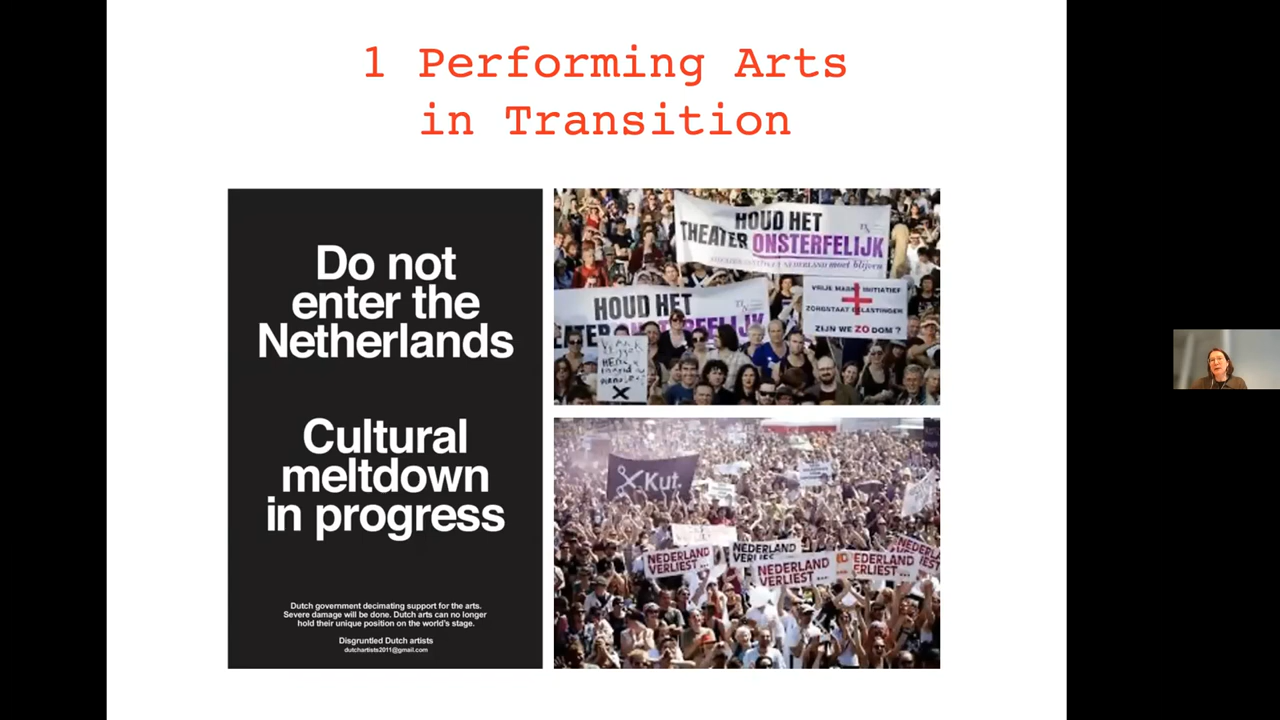 1 Performing Arts
in Transition
Do not
enter the
Netherlands
Cultural
meltdown
in progress
Dutch government decimating support for the arts.
Severe damage will be done. Dutch arts can no longer
hold their unique position on the world's stage.
Disgruntled Dutch artists
dutchartists2011@gmail.com
HOUD HET
THEATER ONSTERFELIJK
NEDERLAND moet blijven
HOUD HET
VRIJE MARKT INITIATIEF
ZORGSTAAT BELASTINGEN
ZIJN WE ZO DOM?
Kut.
NEDERLAND
VERLIEST...
NEDERLAND
NEDERLAND
VERLIEST...